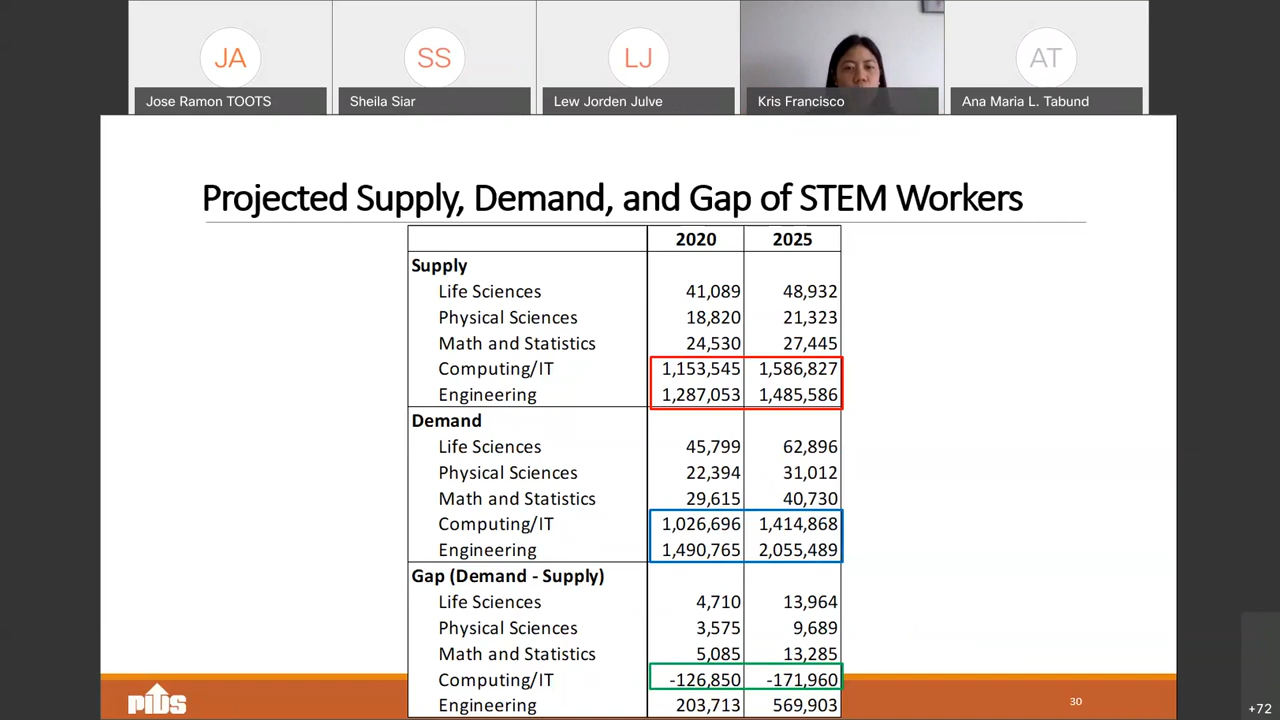 JA SS LJ AT
Jose Ramon TOOTS Sheila Siar Lew Jorden Julve Kris Francisco Ana Maria L. Tabund
Projected Supply, Demand, and Gap of STEM Workers
2020 2025
Supply
Life Sciences 41,089 48,932
Physical Sciences 18,820 21,323
Math and Statistics 24,530 27,445
Computing/IT 1,153,545 1,586,827
Engineering 1,287,053 1,485,586
Demand
Life Sciences 45,799 62,896
Physical Sciences 22,394 31,012
Math and Statistics 29,615 40,730
Computing/IT 1,026,696 1,414,868
Engineering 1,490,765 2,055,489
Gap (Demand - Supply)
Life Sciences 4,710 13,964
Physical Sciences 3,575 9,689
Math and Statistics 5,085 13,285
Computing/IT -126,850 -171,960
Engineering 203,713 569,903
PIDS
30
+72